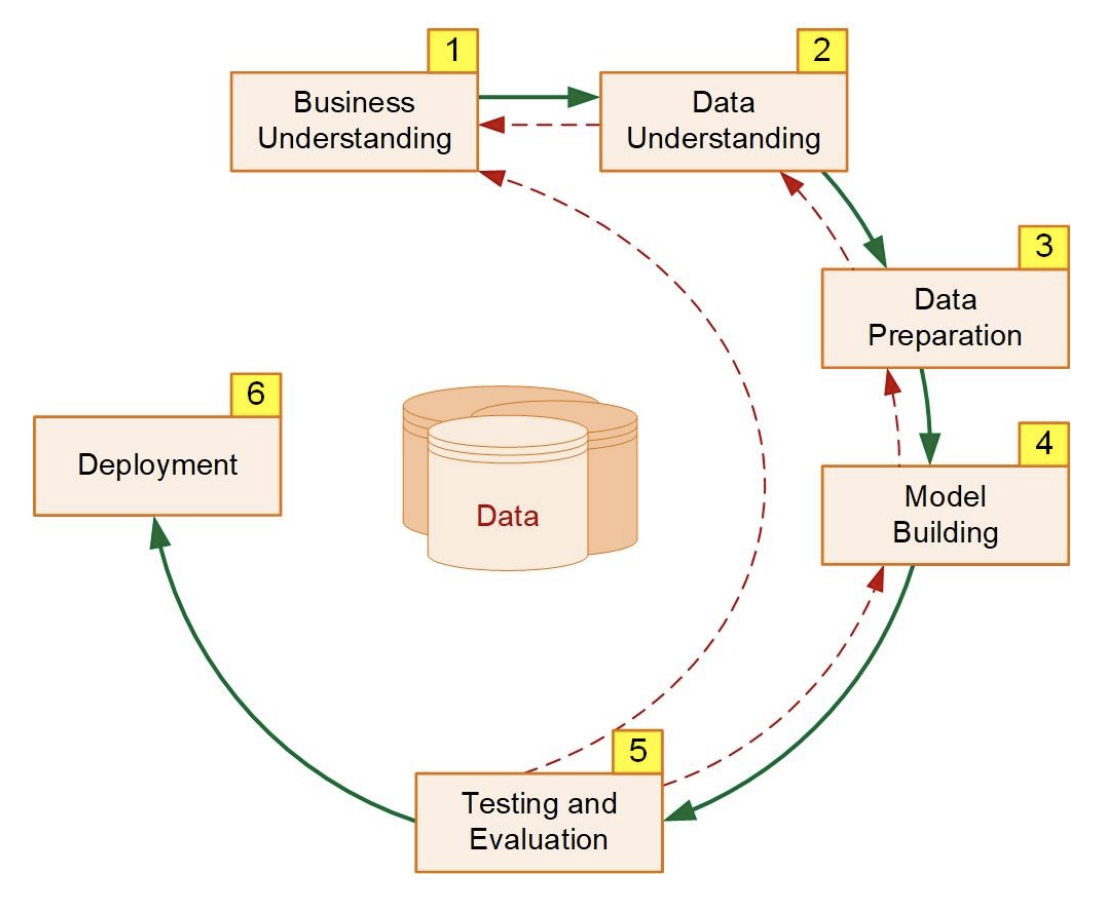 1
Business
Understanding
2
Data
Understanding
3
Data
Preparation
4
Model
Building
5
Testing and
Evaluation
6
Deployment
Data